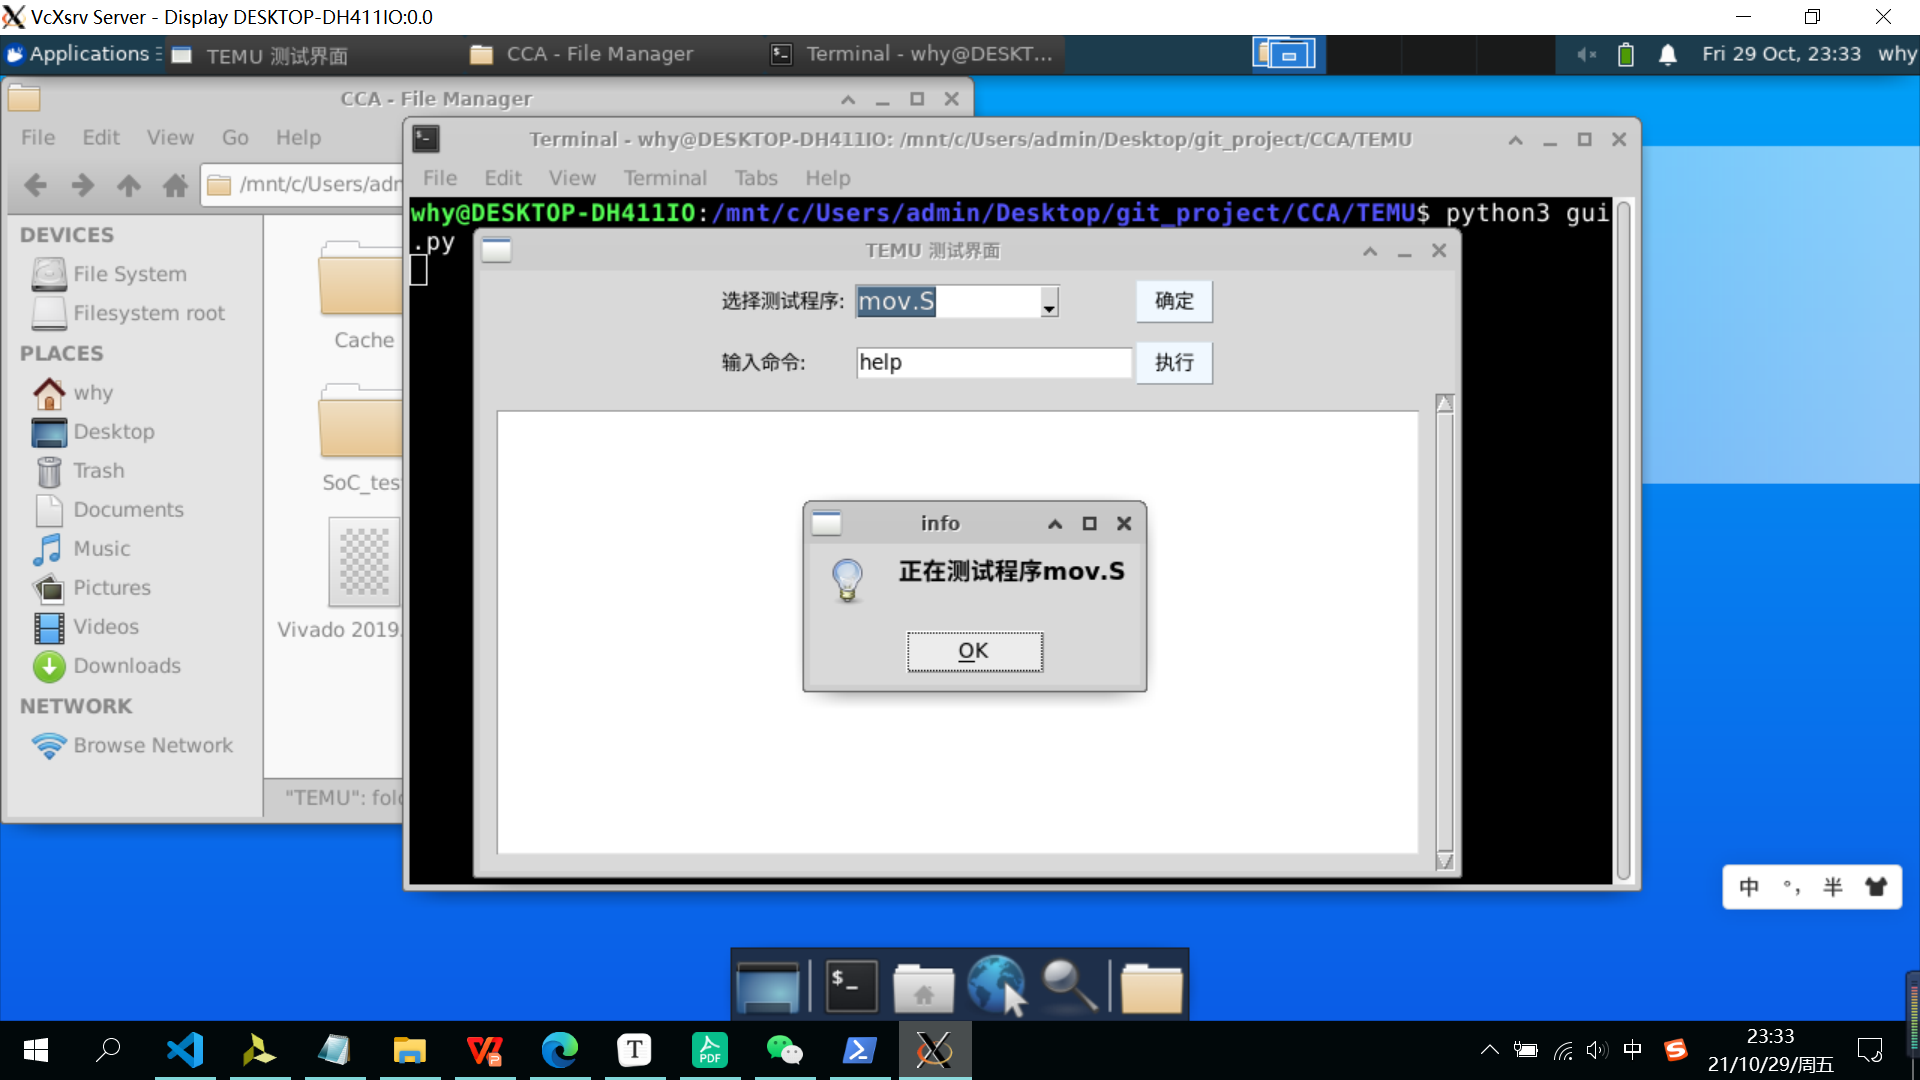 VcXsrv Server - Display DESKTOP-DH411IO:0.0
Applications
TEMU 测试界面
CCA - File Manager
Terminal - why@DESKT...
Fri 29 Oct, 23:33
why
CCA - File Manager
File Edit View Go Help
/mnt/c/Users/adm
DEVICES
File System
Filesystem root
PLACES
why
Desktop
Trash
Documents
Music
Pictures
Videos
Downloads
NETWORK
Browse Network
Cache
SoC_tes
Vivado 2019.
"TEMU": fol
Terminal - why@DESKTOP-DH411IO: /mnt/c/Users/admin/Desktop/git_project/CCA/TEMU
File Edit View Terminal Tabs Help
why@DESKTOP-DH411IO:/mnt/c/Users/admin/Desktop/git_project/CCA/TEMU$ python3 gui
.py
TEMU 测试界面
选择测试程序: mov.S 确定
输入命令: help 执行
info
正在测试程序mov.S
OK
中 °, 半
T
PDF
中
S
23:33
21/10/29/周五